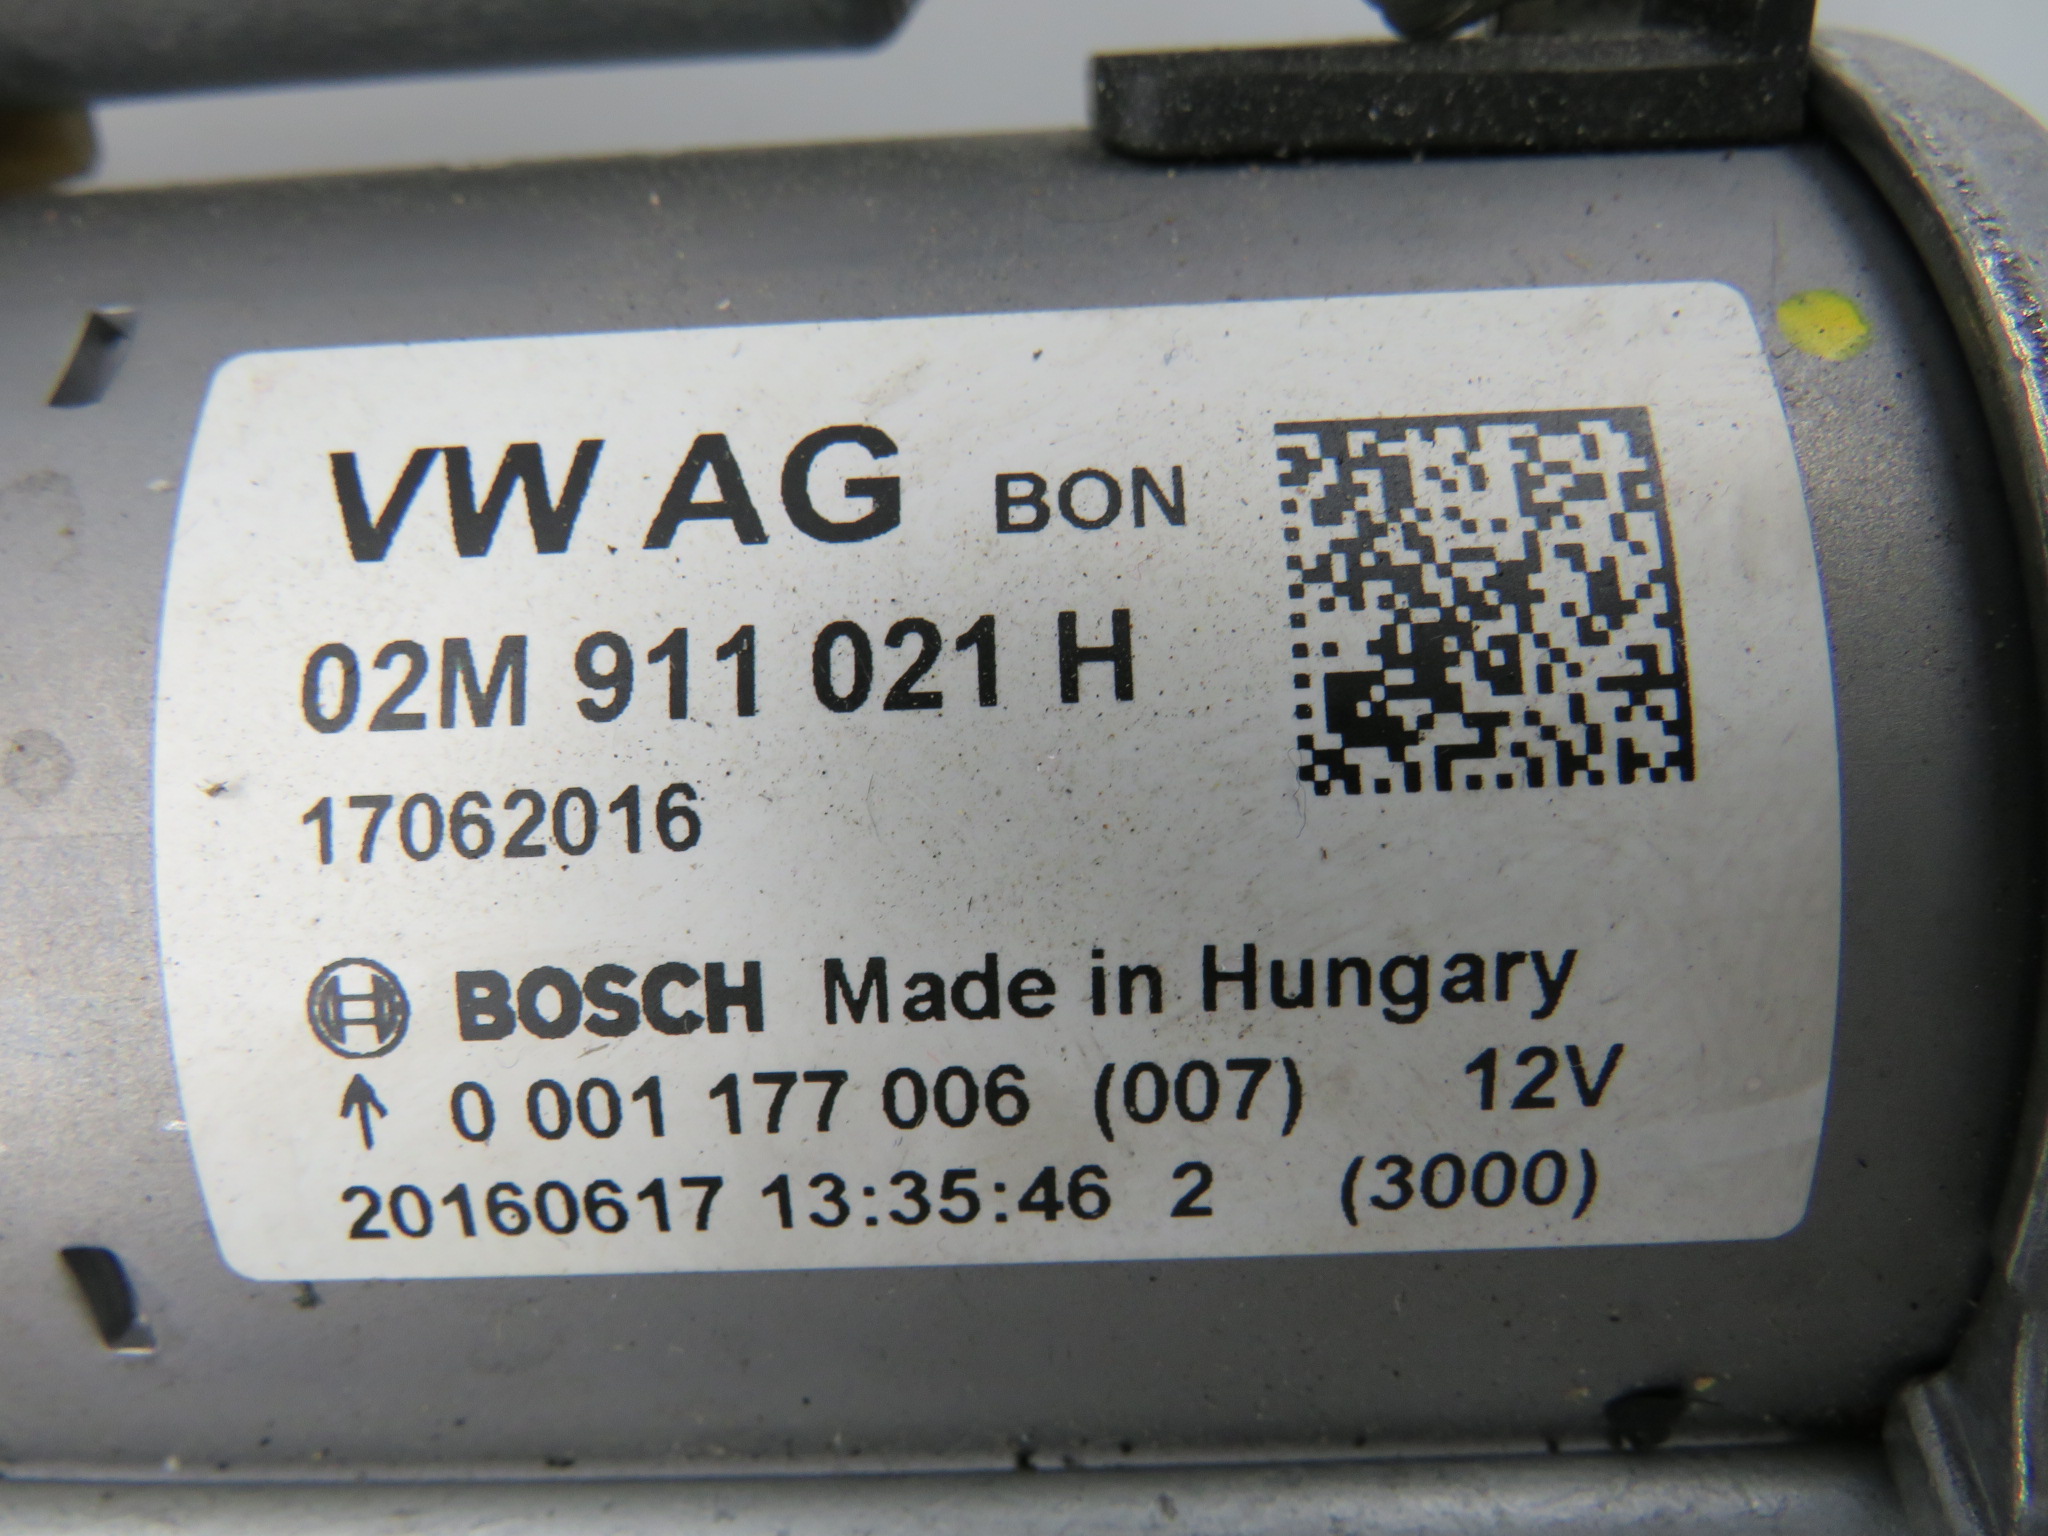 VW AG BON
02M 911 021 H
17062016
BOSCH Made in Hungary
↑ 0 001 177 006 (007) 12V
20160617 13:35:46 2 (3000)